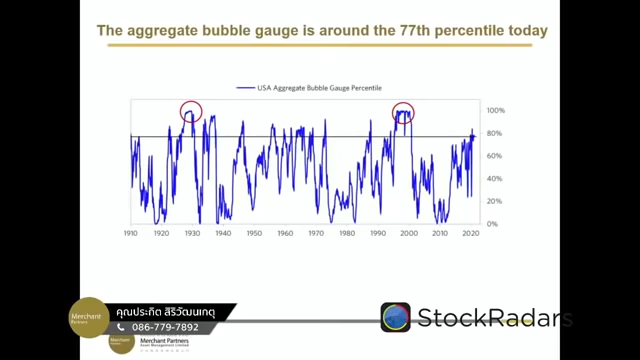 The aggregate bubble gauge is around the 77th percentile today
USA Aggregate Bubble Gauge Percentile
100%
80%
60%
40%
20%
0%
1910 1920 1930 1940 1950 1960 1970 1980 1990 2000 2010 2020
Merchant
Partners
คุณประกิต สิริวัฒนเกตุ
086-779-7892
StockRadars
Merchant
Partners
Merchant Partners
Asset Management Limited